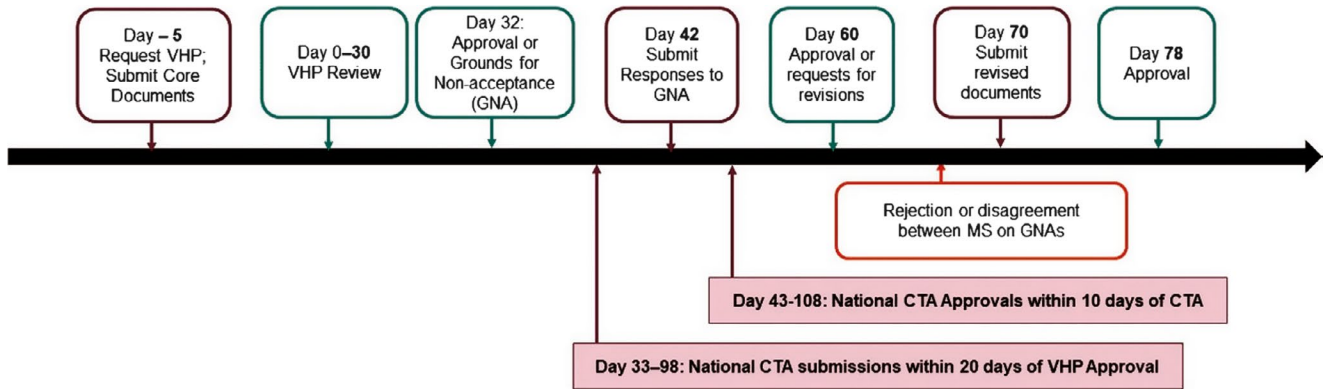 Day – 5
Request VHP;
Submit Core
Documents
Day 0–30
VHP Review
Day 32:
Approval or
Grounds for
Non-acceptance
(GNA)
Day 42
Submit
Responses to
GNA
Day 60
Approval or
requests for
revisions
Day 70
Submit
revised
documents
Day 78
Approval
Rejection or disagreement
between MS on GNAs
Day 43-108: National CTA Approvals within 10 days of CTA
Day 33–98: National CTA submissions within 20 days of VHP Approval